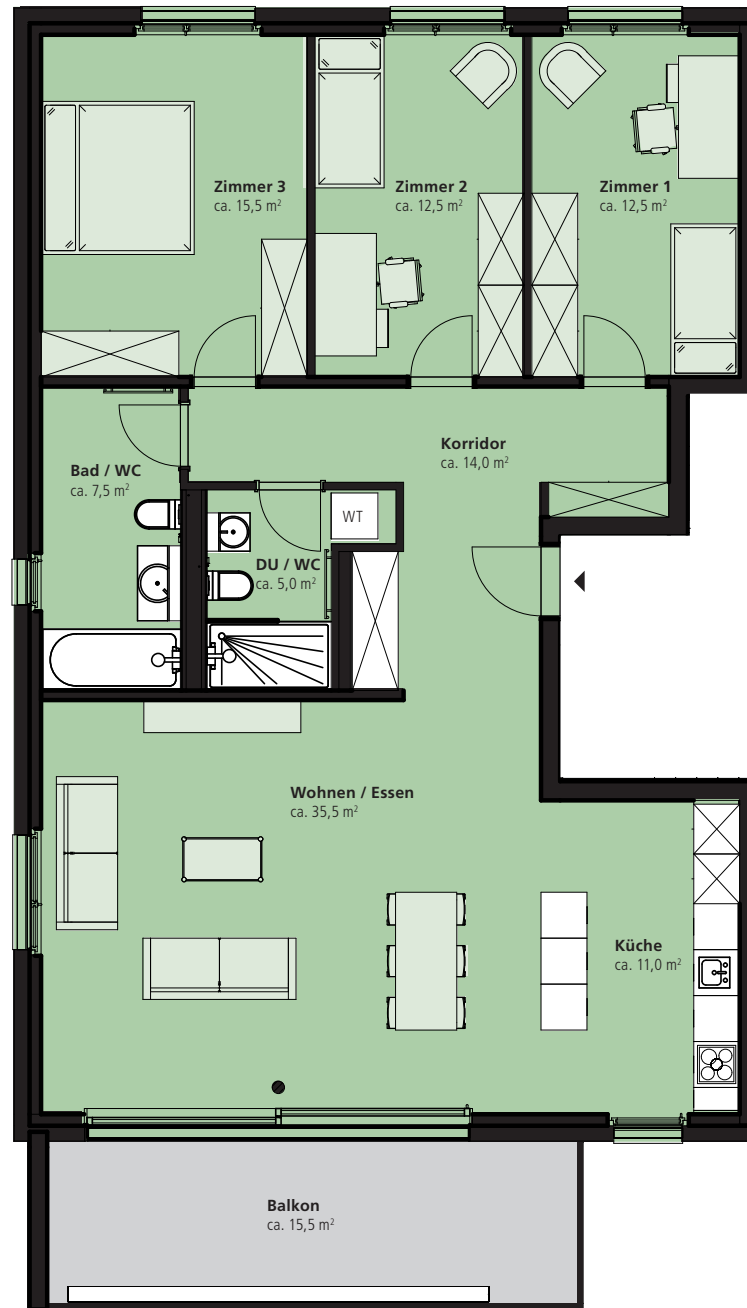 Zimmer 3
ca. 15,5 m²
Zimmer 2
ca. 12,5 m²
Zimmer 1
ca. 12,5 m²
Korridor
ca. 14,0 m²
Bad / WC
ca. 7,5 m²
WT
DU / WC
ca. 5,0 m²
Wohnen / Essen
ca. 35,5 m²
Küche
ca. 11,0 m²
Balkon
ca. 15,5 m²